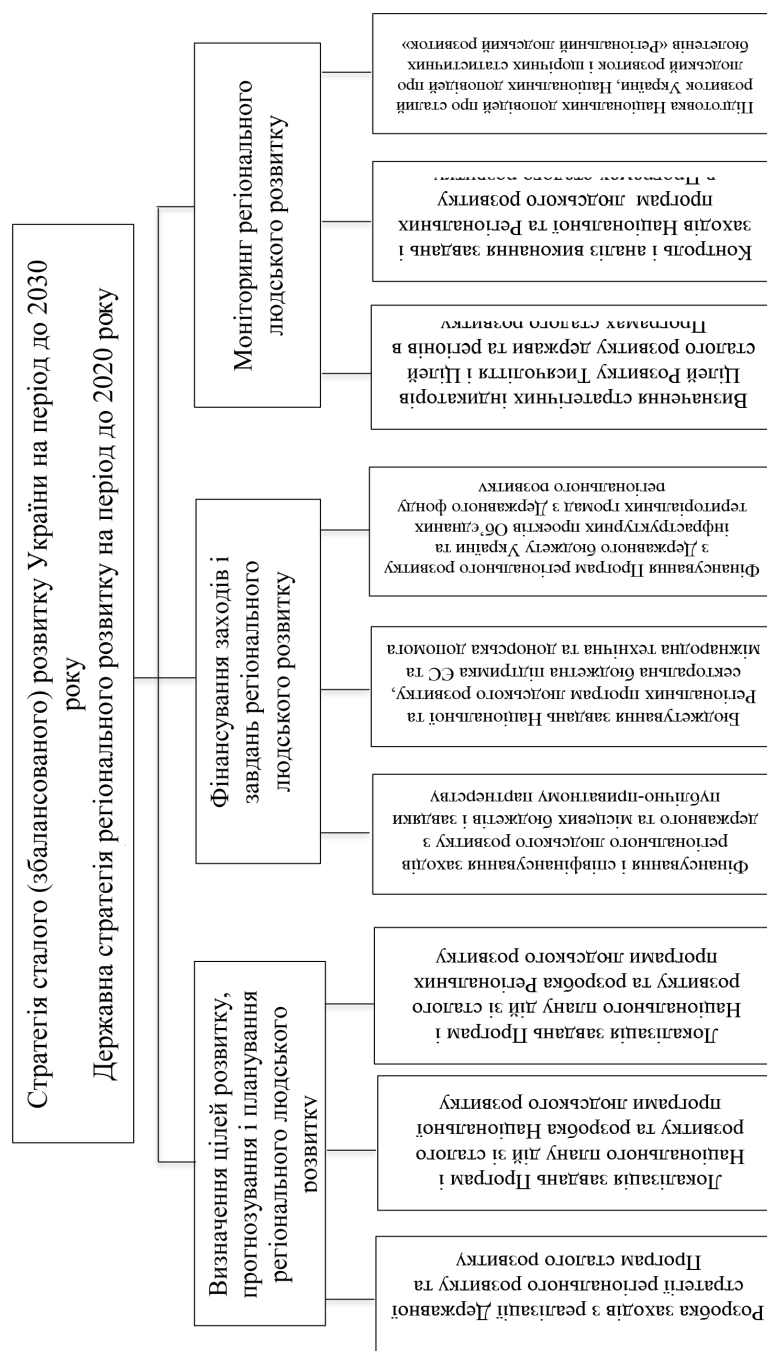 Стратегія сталого (збалансованого) розвитку України на період до 2030
року
Державна стратегія регіонального розвитку на період до 2020 року
Визначення цілей розвитку,
прогнозування і планування
регіонального людського
розвитку
Фінансування заходів і
завдань регіонального
людського розвитку
Моніторинг регіонального
людського розвитку
Розробка заходів з реалізації Державної
стратегії регіонального розвитку та
Програм сталого розвитку
Локалізація завдань Програм і
Національного плану дій зі сталого
розвитку та розробка Національної
програми людського розвитку
Локалізація завдань Програм і
Національного плану дій зі сталого
розвитку та розробка Регіональних
програми людського розвитку
Фінансування і співфінансування заходів
регіонального людського розвитку з
державного та місцевих бюджетів і завдяки
публічно-приватному партнерству
Бюджетування завдань Національної та
Регіональних програм людського розвитку,
секторальна бюджетна підтримка ЄС та
міжнародна технічна та донорська допомога
Фінансування Програм регіонального розвитку
з Державного бюджету України та
інфраструктурних проектів Об’єднаних
територіальних громад з Державного фонду
регіонального розвитку
Визначення стратегічних індикаторів
Цілей Розвитку Тисячоліття і Цілей
сталого розвитку держави та регіонів в
Програмах сталого розвитку
Контроль і аналіз виконання завдань і
заходів Національної та Регіональних
програм людського розвитку
в Програмах сталого розвитку
Підготовка Національних доповідей про сталий
розвиток України, Національних доповідей про
людський розвиток і щорічних статистичних
бюлетенів «Регіональний людський розвиток»